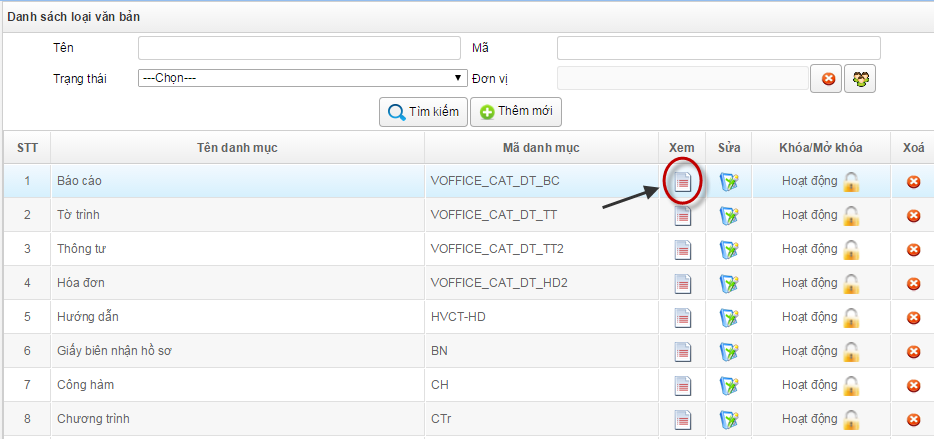 Danh sách loại văn bản
Tên Mã
Trạng thái ---Chọn--- Đơn vị
Tìm kiếm Thêm mới
STT Tên danh mục Mã danh mục Xem Sửa Khóa/Mở khóa Xoá
1 Báo cáo VOFFICE_CAT_DT_BC Hoạt động
2 Tờ trình VOFFICE_CAT_DT_TT Hoạt động
3 Thông tư VOFFICE_CAT_DT_TT2 Hoạt động
4 Hóa đơn VOFFICE_CAT_DT_HD2 Hoạt động
5 Hướng dẫn HVCT-HD Hoạt động
6 Giấy biên nhận hồ sơ BN Hoạt động
7 Công hàm CH Hoạt động
8 Chương trình CTr Hoạt động